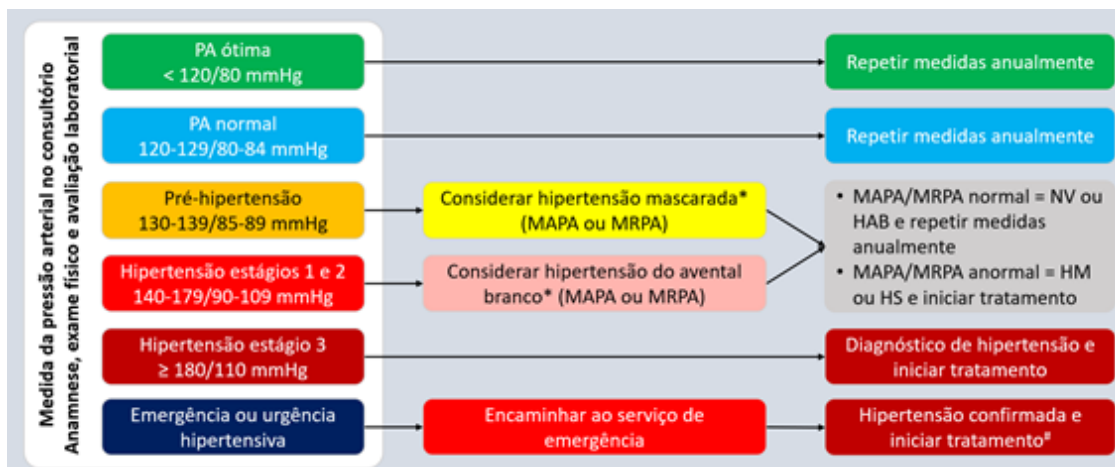 Medida da pressão arterial no consultório
Anamnese, exame físico e avaliação laboratorial
PA ótima
< 120/80 mmHg
Repetir medidas anualmente
PA normal
120-129/80-84 mmHg
Repetir medidas anualmente
Pré-hipertensão
130-139/85-89 mmHg
Considerar hipertensão mascarada*
(MAPA ou MRPA)
Hipertensão estágios 1 e 2
140-179/90-109 mmHg
Considerar hipertensão do avental
branco* (MAPA ou MRPA)
• MAPA/MRPA normal = NV ou
HAB e repetir medidas
anualmente
• MAPA/MRPA anormal = HM
ou HS e iniciar tratamento
Hipertensão estágio 3
≥ 180/110 mmHg
Diagnóstico de hipertensão e
iniciar tratamento
Emergência ou urgência
hipertensiva
Encaminhar ao serviço de
emergência
Hipertensão confirmada e
iniciar tratamento#